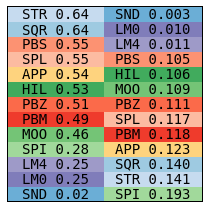 STR 0.64 SND 0.003
SQR 0.64 LM0 0.010
PBS 0.55 LM4 0.011
SPL 0.55 PBS 0.105
APP 0.54 HIL 0.106
HIL 0.53 MOO 0.109
PBZ 0.51 PBZ 0.111
PBM 0.49 SPL 0.117
MOO 0.46 PBM 0.118
SPI 0.28 APP 0.123
LM4 0.25 SQR 0.140
LM0 0.25 STR 0.141
SND 0.02 SPI 0.193